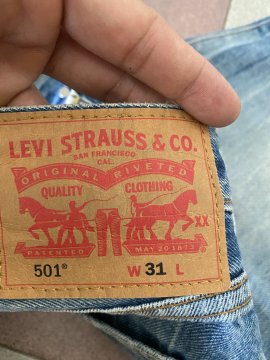 LEVI STRAUSS & CO.
SAN FRANCISCO
CAL.
ORIGINAL RIVETED
QUALITY CLOTHING
XX
PATENTED MAY 20 1873
501® W 31 L